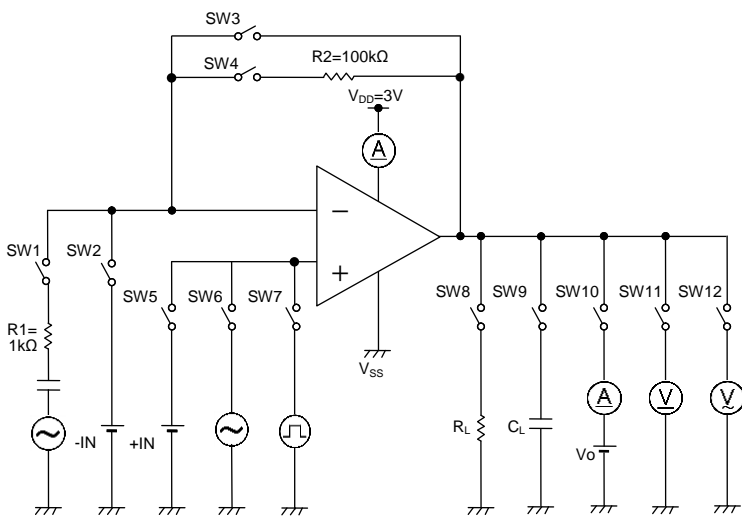 SW3
SW4
R2=100kΩ
VDD=3V
A
SW1
SW2
SW5
SW6
SW7
SW8
SW9
SW10
SW11
SW12
R1=
1kΩ
VSS
-IN
+IN
RL
CL
A
V
V
Vo